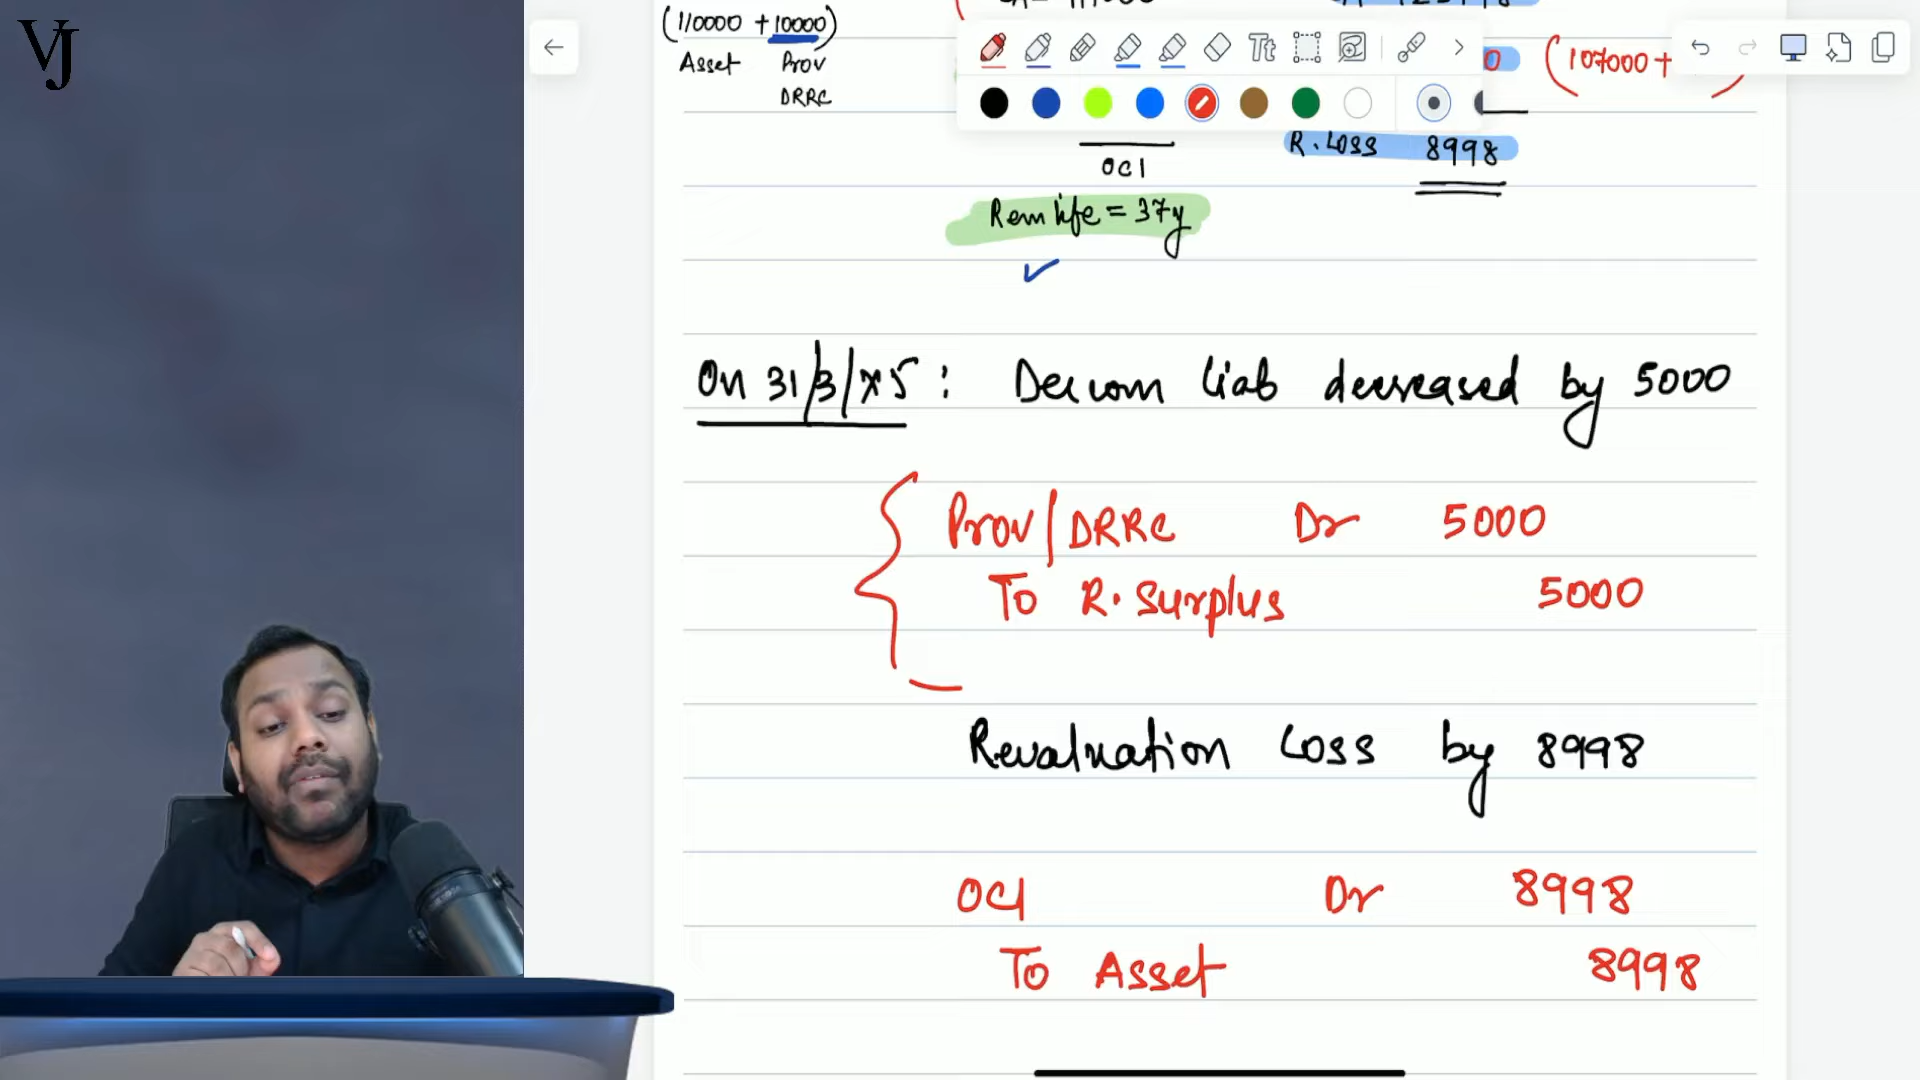 VJ
(110000 + 10000)
Asset Prov
DRRC
(107000 +
R. Loss 8998
OCI
Rem life = 37y
On 31/3/x5 : Decom liab decreased by 5000
Prov/DRRC Dr 5000
To R. Surplus 5000
Revaluation Loss by 8998
OCI Dr 8998
To Asset 8998
Tt